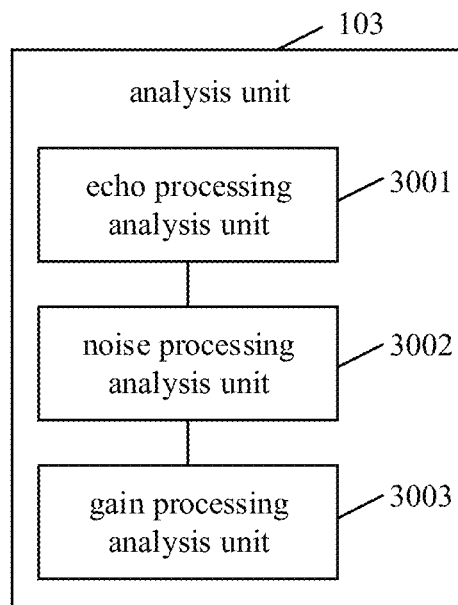 103
analysis unit
echo processing
analysis unit
3001
noise processing
analysis unit
3002
gain processing
analysis unit
3003